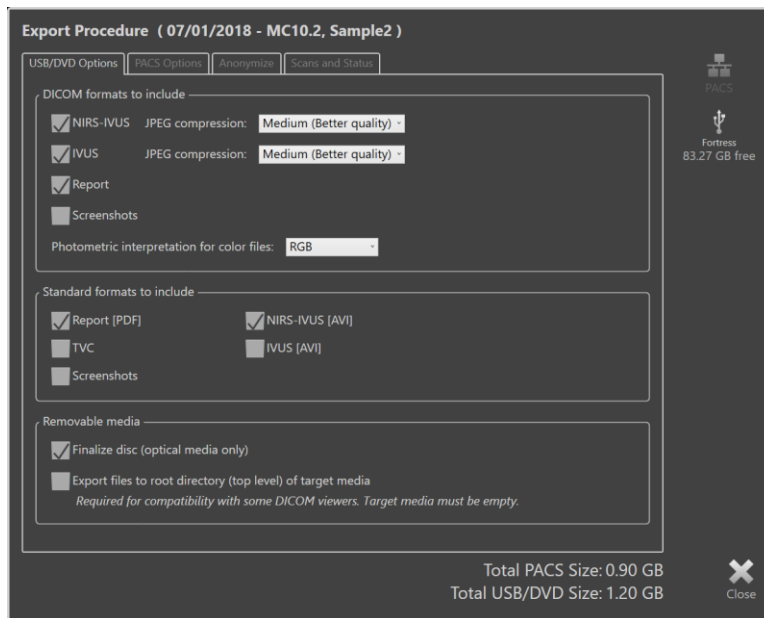 Export Procedure ( 07/01/2018 - MC10.2, Sample2 )
USB/DVD Options PACS Options Anonymize Scans and Status
PACS
Fortress
83.27 GB free
DICOM formats to include
NIRS-IVUS JPEG compression: Medium (Better quality)
IVUS JPEG compression: Medium (Better quality)
Report
Screenshots
Photometric interpretation for color files: RGB
Standard formats to include
Report [PDF] NIRS-IVUS [AVI]
TVC IVUS [AVI]
Screenshots
Removable media
Finalize disc (optical media only)
Export files to root directory (top level) of target media
Required for compatibility with some DICOM viewers. Target media must be empty.
Total PACS Size: 0.90 GB
Total USB/DVD Size: 1.20 GB
Close